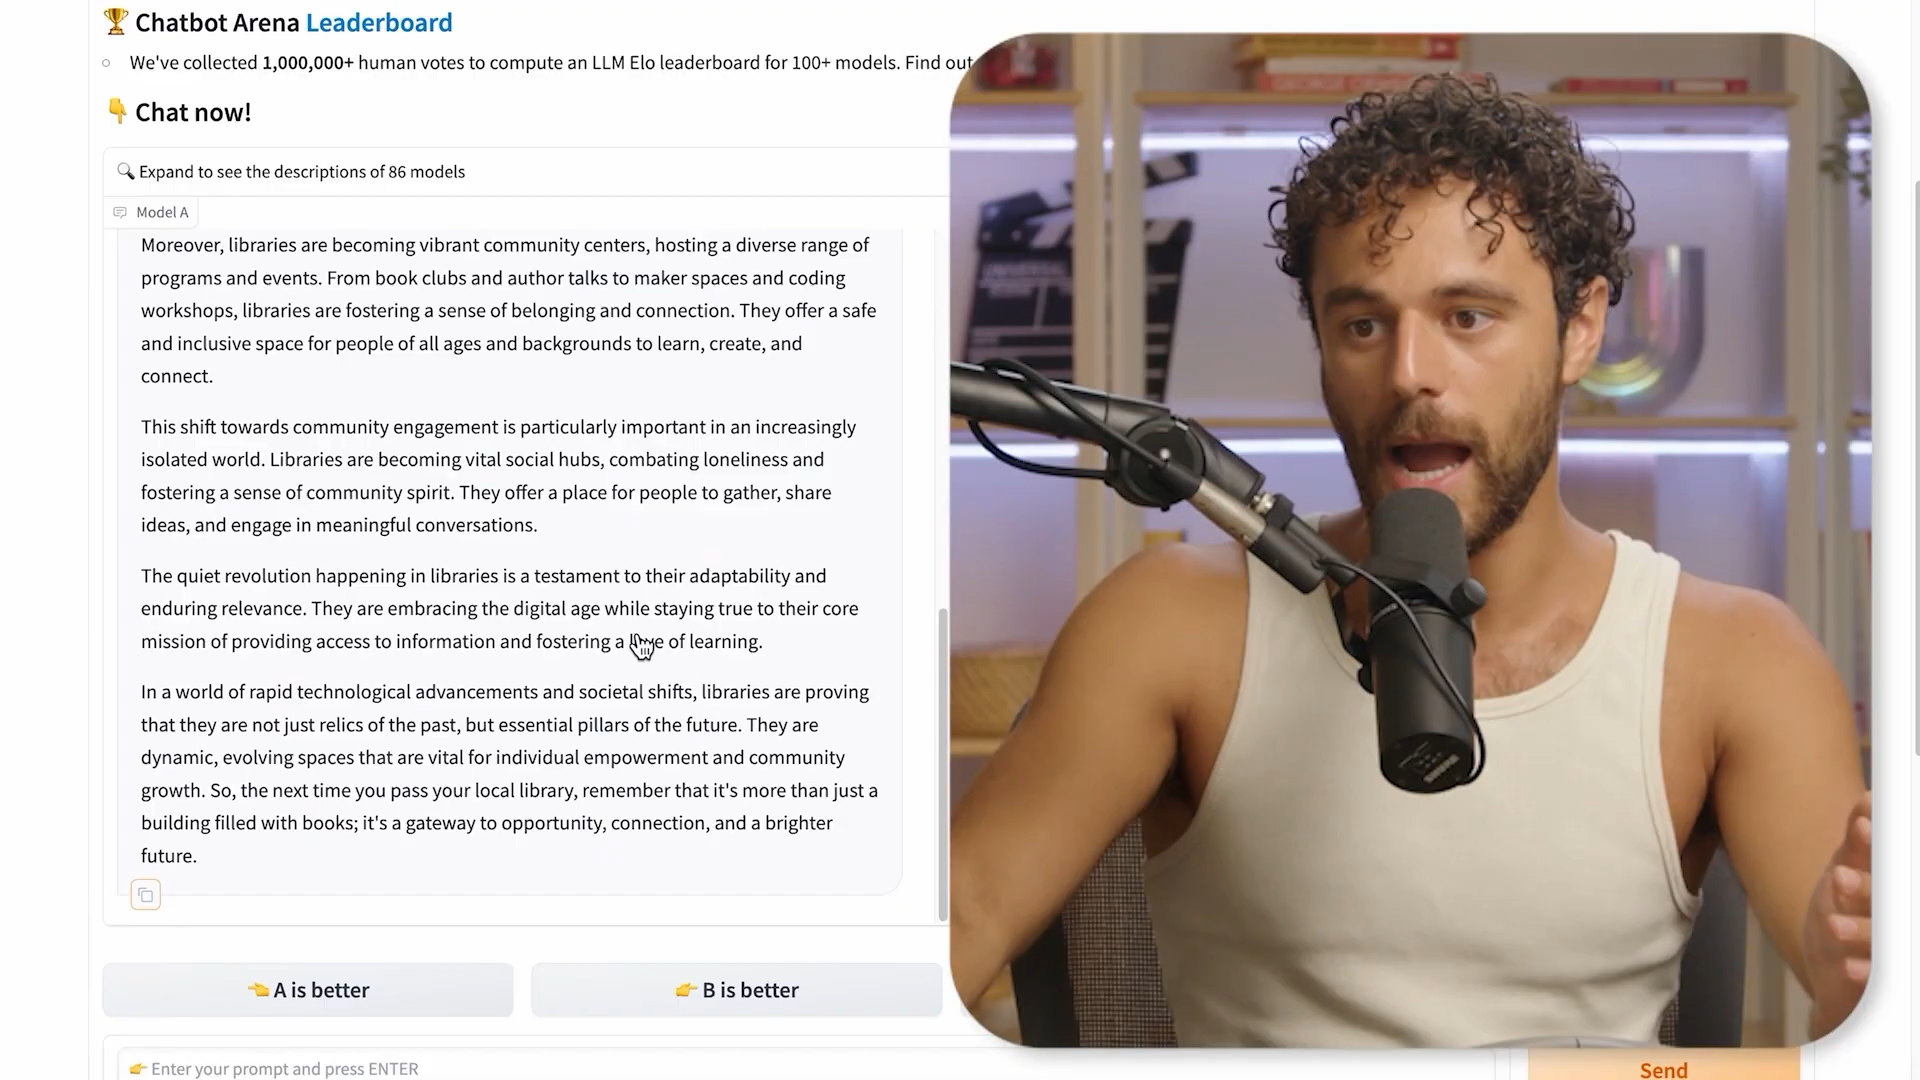 🏆 Chatbot Arena Leaderboard
We've collected 1,000,000+ human votes to compute an LLM Elo leaderboard for 100+ models. Find out
👇 Chat now!
🔍 Expand to see the descriptions of 86 models
Model A
Moreover, libraries are becoming vibrant community centers, hosting a diverse range of
programs and events. From book clubs and author talks to maker spaces and coding
workshops, libraries are fostering a sense of belonging and connection. They offer a safe
and inclusive space for people of all ages and backgrounds to learn, create, and
connect.
This shift towards community engagement is particularly important in an increasingly
isolated world. Libraries are becoming vital social hubs, combating loneliness and
fostering a sense of community spirit. They offer a place for people to gather, share
ideas, and engage in meaningful conversations.
The quiet revolution happening in libraries is a testament to their adaptability and
enduring relevance. They are embracing the digital age while staying true to their core
mission of providing access to information and fostering a love of learning.
In a world of rapid technological advancements and societal shifts, libraries are proving
that they are not just relics of the past, but essential pillars of the future. They are
dynamic, evolving spaces that are vital for individual empowerment and community
growth. So, the next time you pass your local library, remember that it's more than just a
building filled with books; it's a gateway to opportunity, connection, and a brighter
future.
👈 A is better
👉 B is better
👉 Enter your prompt and press ENTER
Send
UNIVERSAL